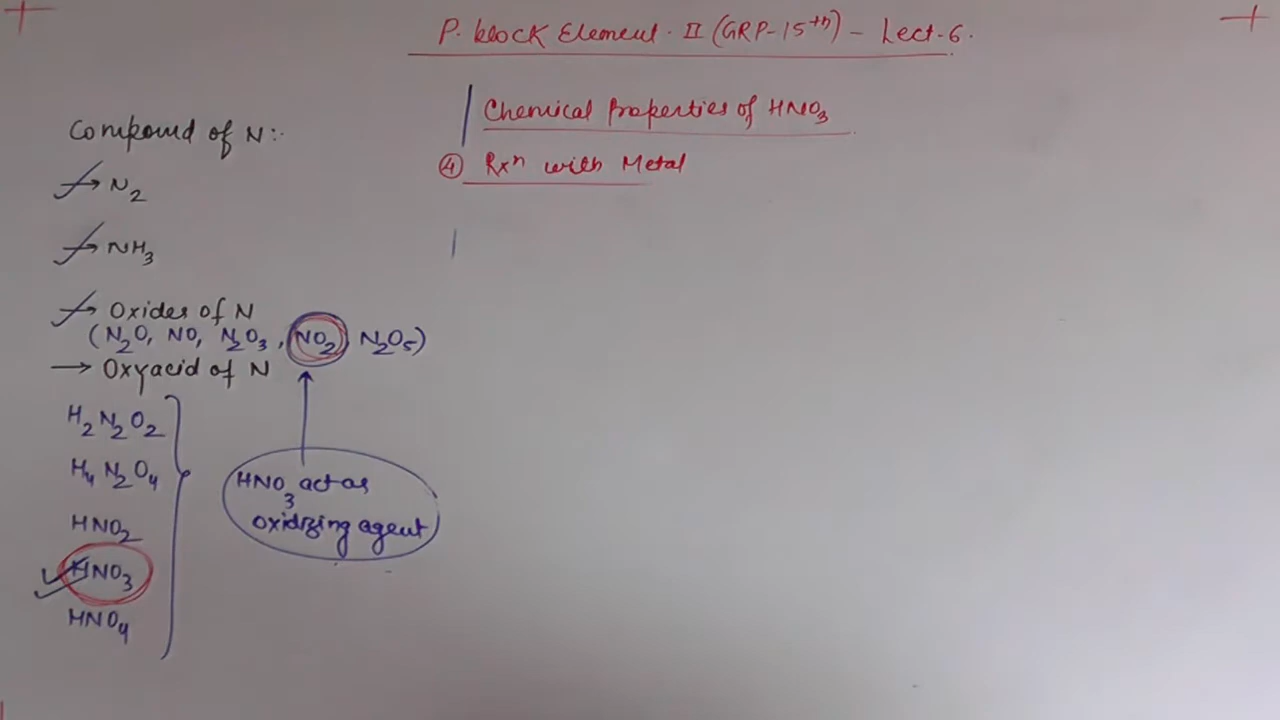 P. block Element. II (GRP-15th) - Lect-6.
Chemical Properties of HNO3
④ Rxn with Metal
Compound of N:-
→ N2
→ NH3
→ Oxides of N
(N2O, NO, N2O3, NO2, N2O5)
→ Oxyacid of N
H2N2O2
H4N2O4
HNO2
HNO3
HNO4
HNO3 act as
oxidizing agent